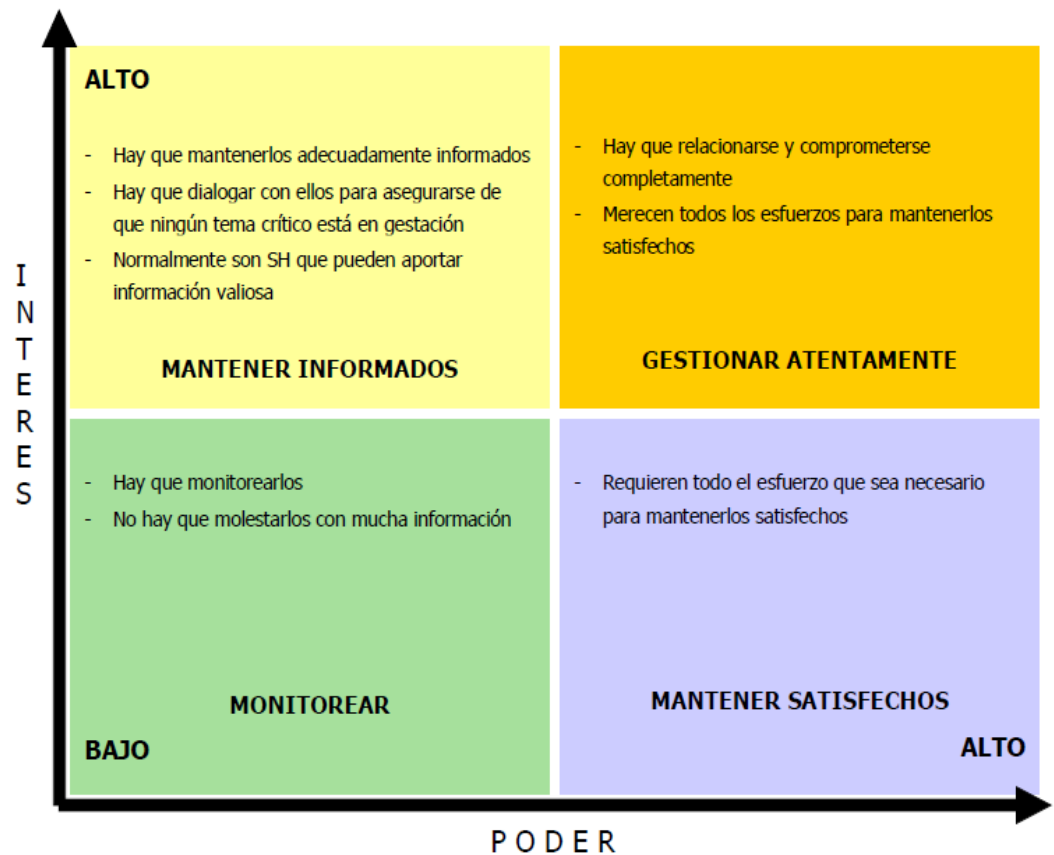 ALTO
- Hay que mantenerlos adecuadamente informados
- Hay que dialogar con ellos para asegurarse de
que ningún tema crítico está en gestación
- Normalmente son SH que pueden aportar
información valiosa
MANTENER INFORMADOS
- Hay que relacionarse y comprometerse
completamente
- Merecen todos los esfuerzos para mantenerlos
satisfechos
GESTIONAR ATENTAMENTE
INTERES
- Hay que monitorearlos
- No hay que molestarlos con mucha información
MONITOREAR
BAJO
- Requieren todo el esfuerzo que sea necesario
para mantenerlos satisfechos
MANTENER SATISFECHOS
ALTO
PODER